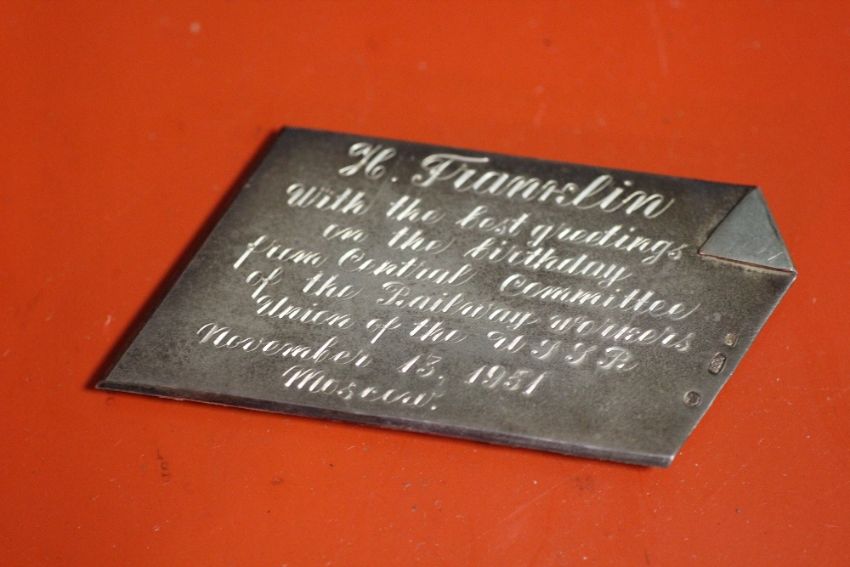 H. Franklin
With the best greetings
on the birthday
from Central Committee
of the Railway workers
Union of the USSR
November 13, 1951
Moscow.